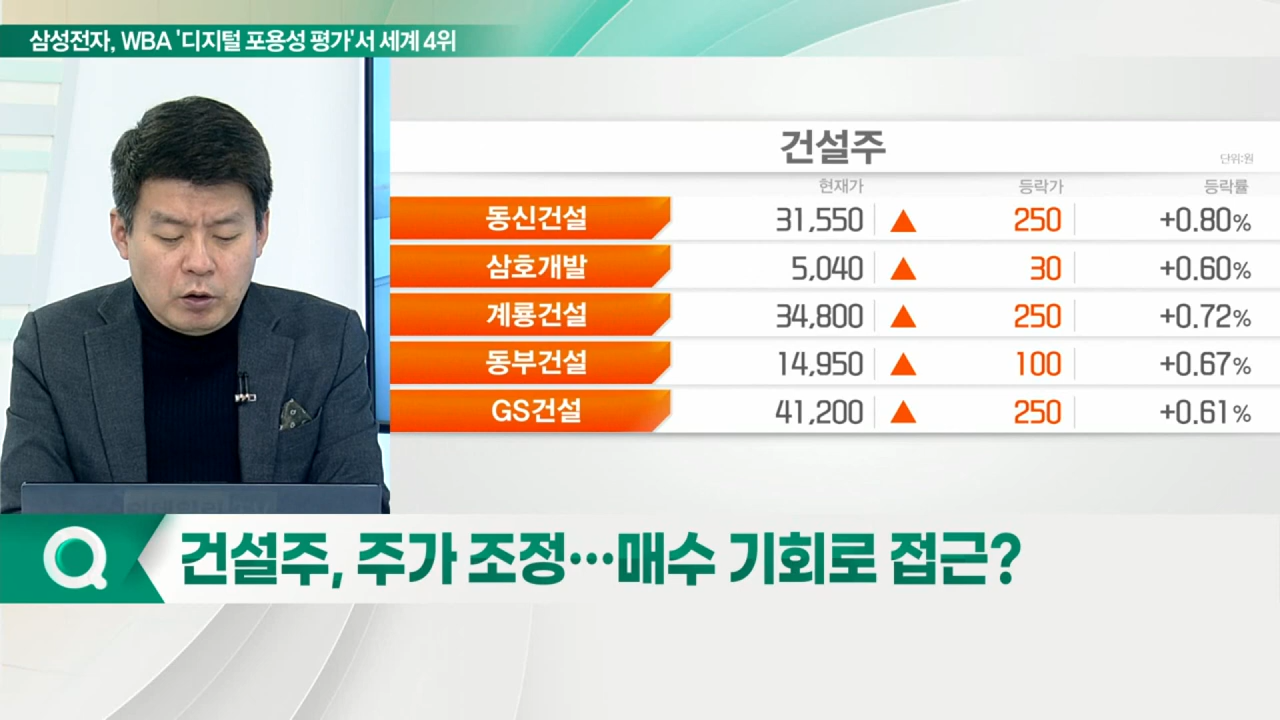 삼성전자, WBA '디지털 포용성 평가'서 세계 4위
건설주
단위:원
현재가 등락가 등락률
동신건설 31,550 ▲ 250 +0.80%
삼호개발 5,040 ▲ 30 +0.60%
계룡건설 34,800 ▲ 250 +0.72%
동부건설 14,950 ▲ 100 +0.67%
GS건설 41,200 ▲ 250 +0.61%
Q 건설주, 주가 조정…매수 기회로 접근?